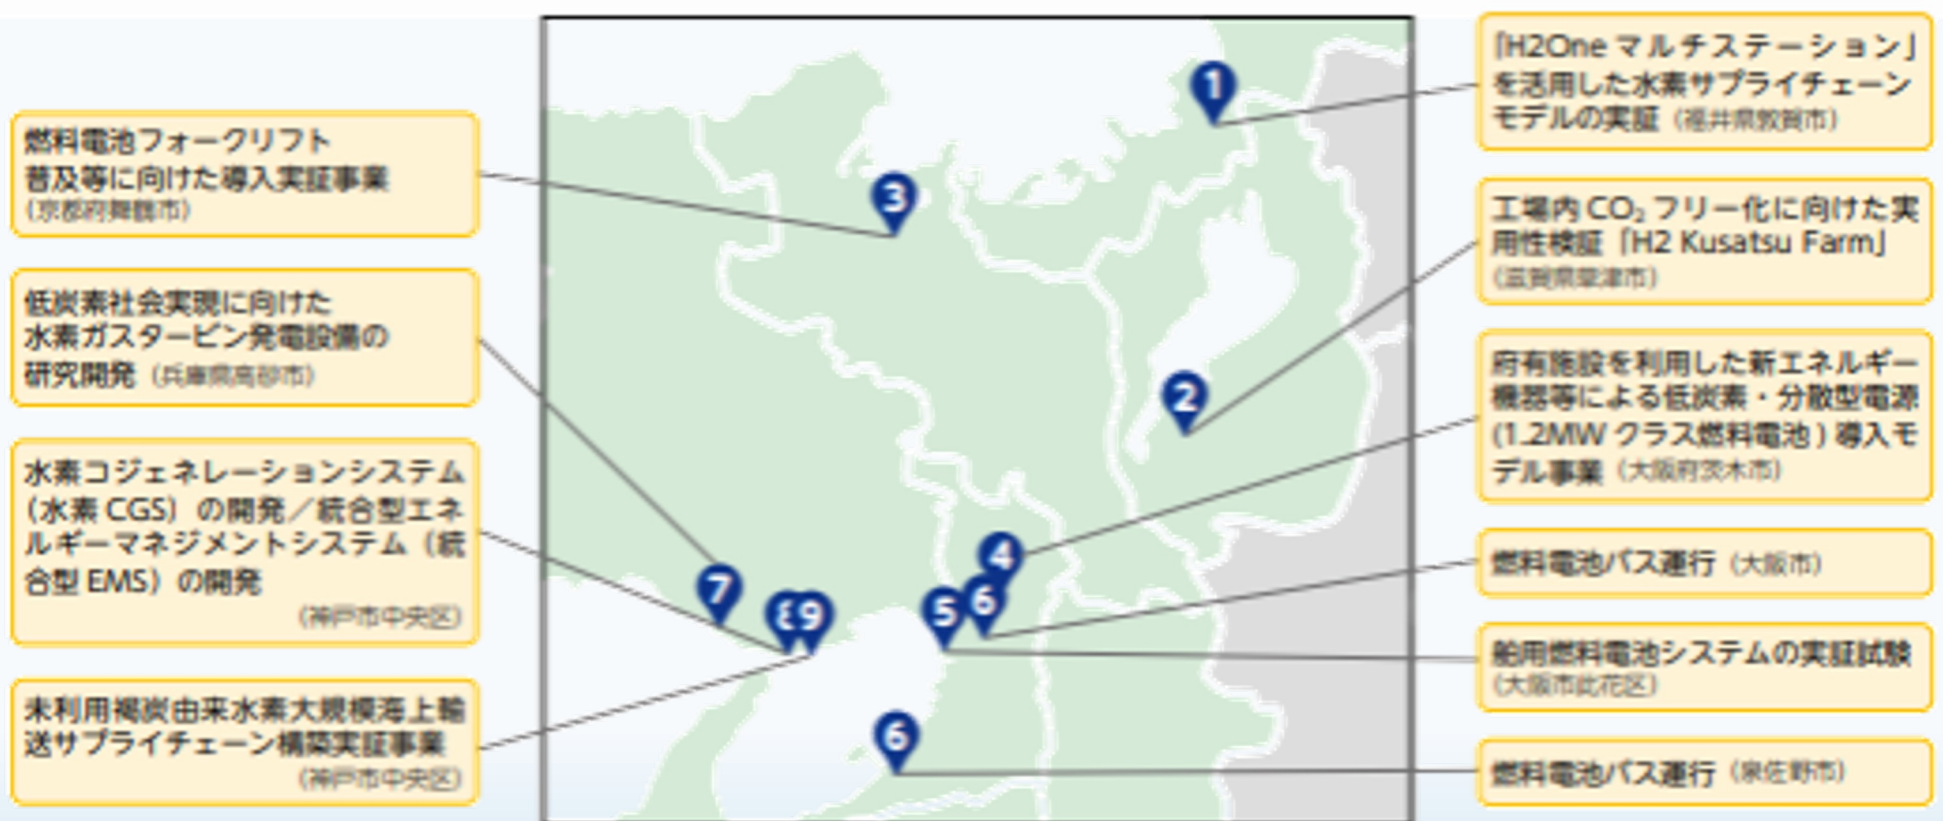 燃料電池フォークリフト
普及等に向けた導入実証事業
（京都府舞鶴市）
低炭素社会実現に向けた
水素ガスタービン発電設備の
研究開発（兵庫県高砂市）
水素コジェネレーションシステム
（水素 CGS）の開発／統合型エネ
ルギーマネジメントシステム（統
合型 EMS）の開発
（神戸市中央区）
未利用褐炭由来水素大規模海上輸
送サプライチェーン構築実証事業
（神戸市中央区）
1
3
2
4
7
8
9
5
6
6
「H2One マルチステーション」
を活用した水素サプライチェーン
モデルの実証（福井県敦賀市）
工場内 CO₂ フリー化に向けた実
用性検証「H2 Kusatsu Farm」
（滋賀県草津市）
府有施設を利用した新エネルギー
機器等による低炭素・分散型電源
(1.2MW クラス燃料電池 ) 導入モ
デル事業（大阪府茨木市）
燃料電池バス運行（大阪市）
舶用燃料電池システムの実証試験
（大阪市此花区）
燃料電池バス運行（泉佐野市）